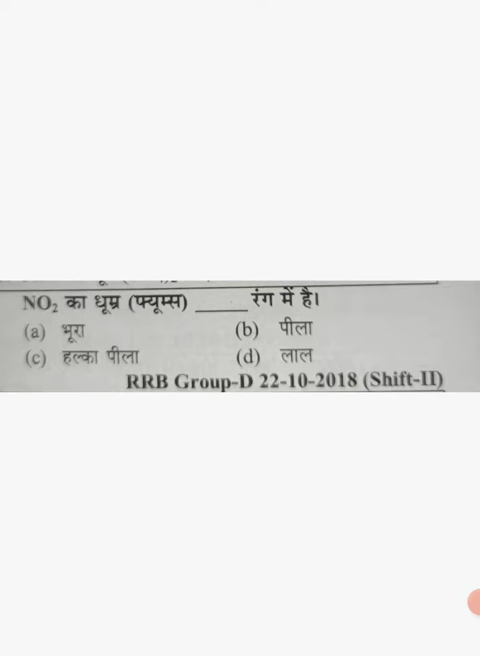 NO₂ का धूम्र (फ्यूम्स) _____ रंग में है।
(a) भूरा (b) पीला
(c) हल्का पीला (d) लाल
RRB Group-D 22-10-2018 (Shift-II)